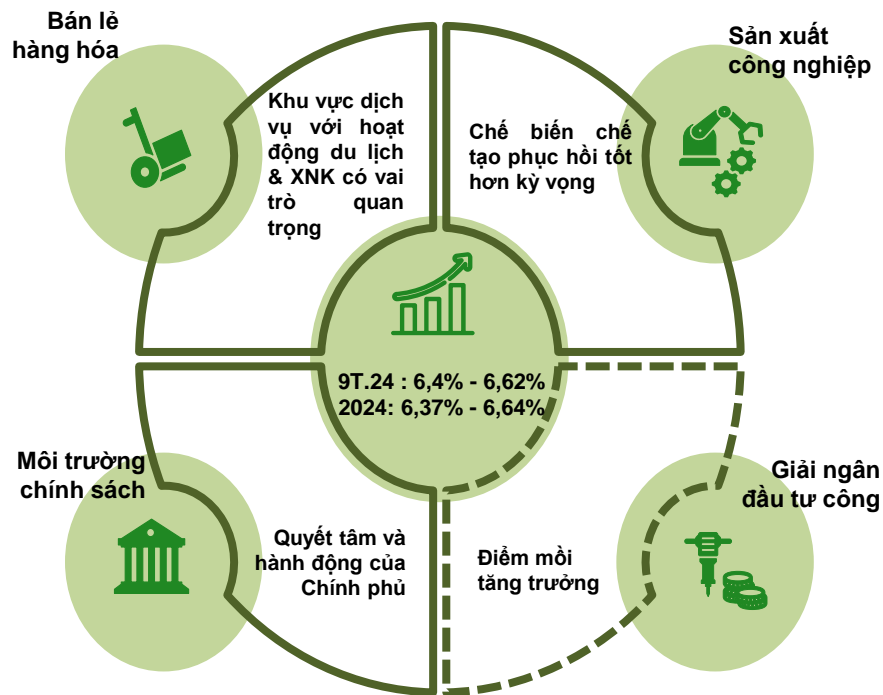 Bán lẻ
hàng hóa
Khu vực dịch
vụ với hoạt
động du lịch
& XNK có vai
trò quan
trọng
Sản xuất
công nghiệp
Chế biến chế
tạo phục hồi tốt
hơn kỳ vọng
9T.24 : 6,4% - 6,62%
2024: 6,37% - 6,64%
Môi trường
chính sách
Quyết tâm và
hành động của
Chính phủ
Giải ngân
đầu tư công
Điểm mồi
tăng trưởng